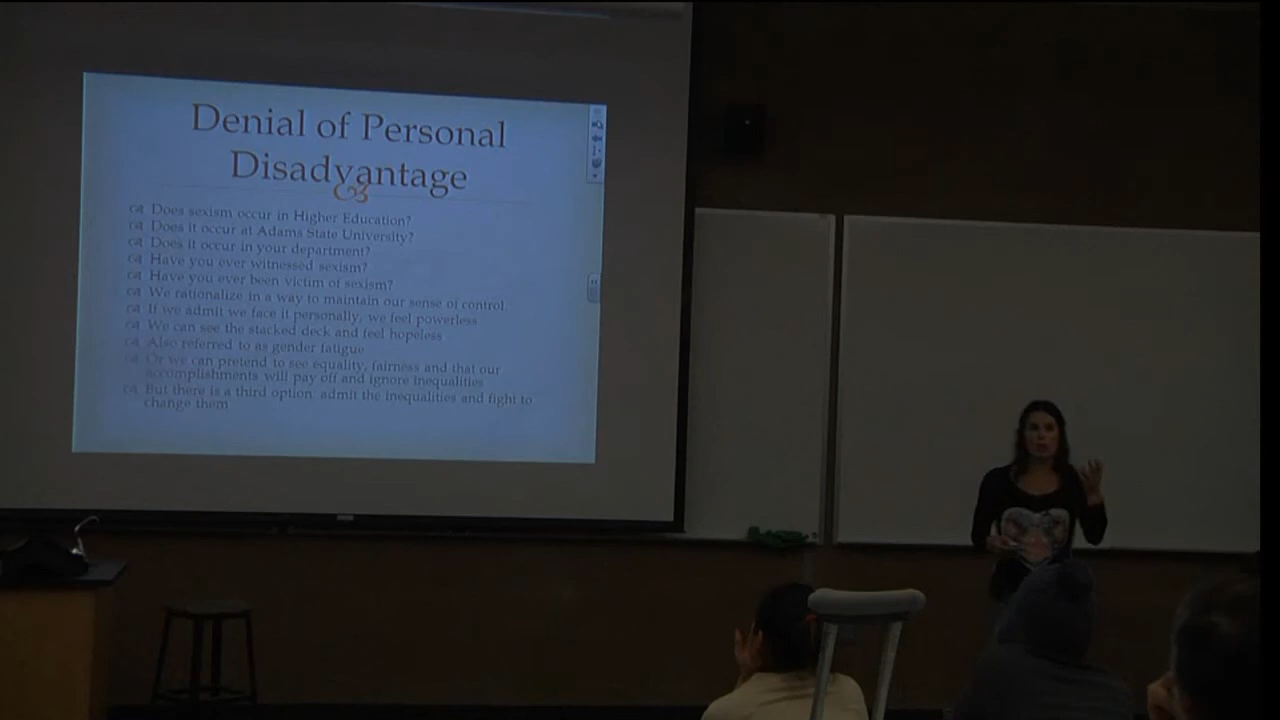 Denial of Personal
Disadvantage
Does sexism occur in Higher Education?
Does it occur at Adams State University?
Does it occur in your department?
Have you ever witnessed sexism?
Have you ever been victim of sexism?
We rationalize in a way to maintain our sense of control
If we admit we face it personally, we feel powerless
We can see the stacked deck and feel hopeless
Also referred to as gender fatigue
Or we can pretend to see equality, fairness and that our
accomplishments will pay off and ignore inequalities
But there is a third option: admit the inequalities and fight to
change them